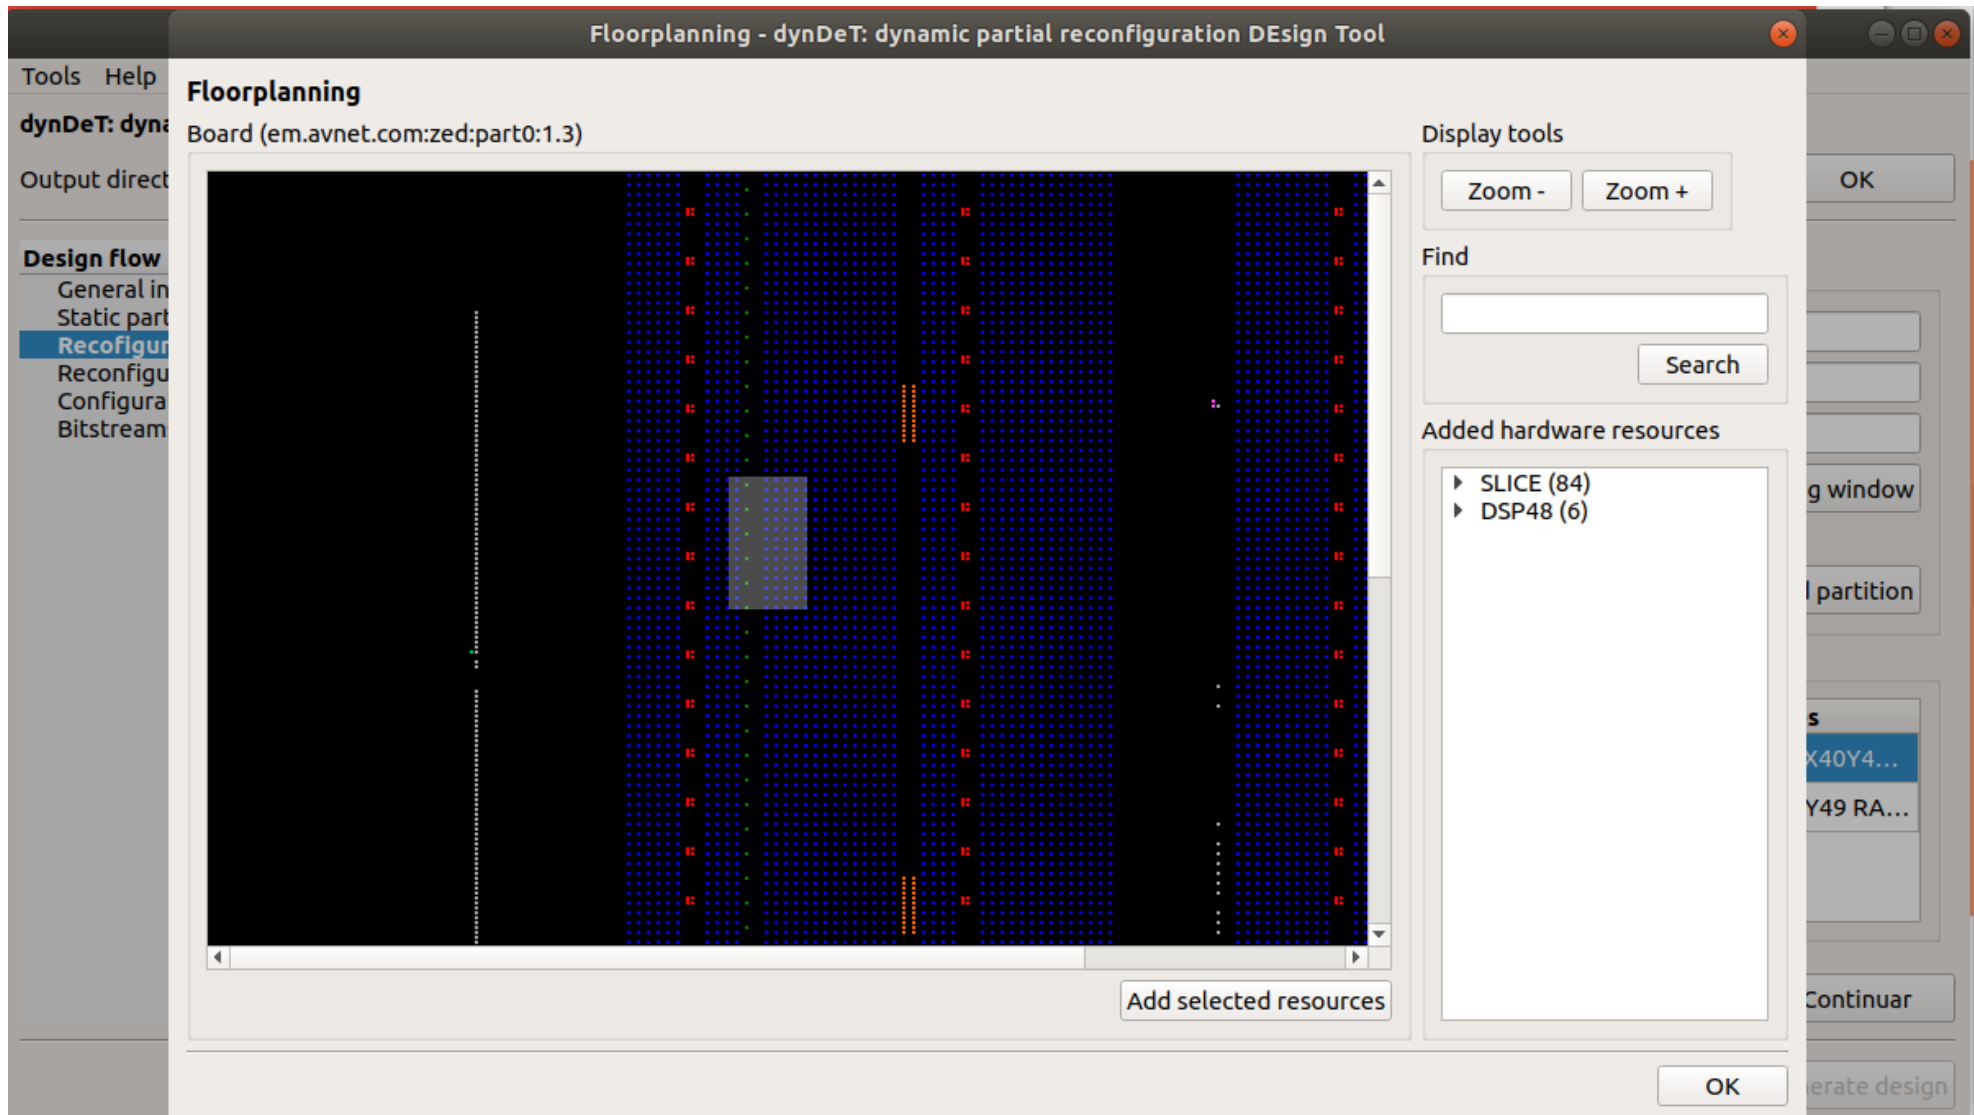 Floorplanning - dynDeT: dynamic partial reconfiguration DEsign Tool
Tools Help
Floorplanning
dynDeT: dyna
Board (em.avnet.com:zed:part0:1.3)
Display tools
Output direct
Zoom -
Zoom +
OK
Design flow
Find
General in
Static part
Recofigur
Search
Reconfigu
Configura
Bitstream
Added hardware resources
SLICE (84)
g window
DSP48 (6)
partition
s
X40Y4...
Y49 RA...
Add selected resources
Continuar
OK
erate design